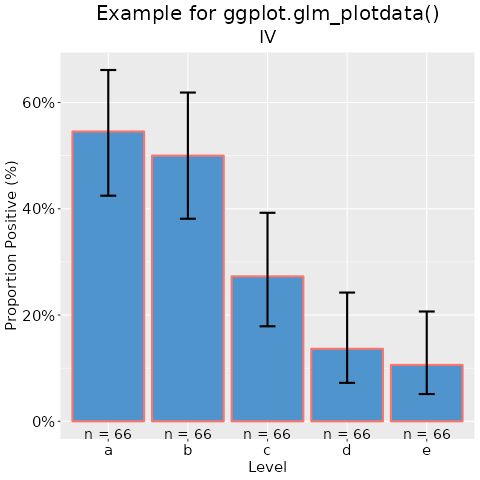 Example for ggplot.glm_plotdata()
IV
Proportion Positive (%)
60%
40%
20%
0%
n = 66 n = 66 n = 66 n = 66 n = 66
a b c d e
Level